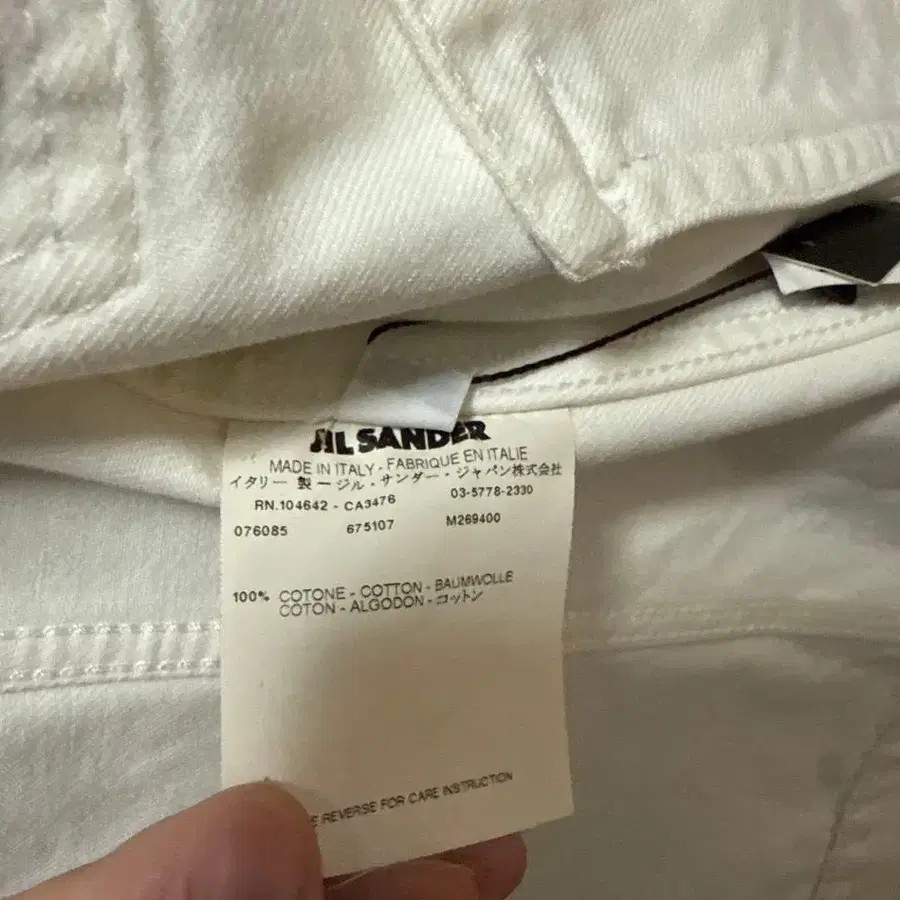 JIL SANDER
MADE IN ITALY - FABRIQUE EN ITALIE
イタリー 製 ー ジル・サンダー・ジャパン株式会社
RN.104642 - CA3476 03-5778-2330
076085 675107 M269400
100% COTONE - COTTON - BAUMWOLLE
COTON - ALGODON - コットン
REVERSE FOR CARE INSTRUCTION